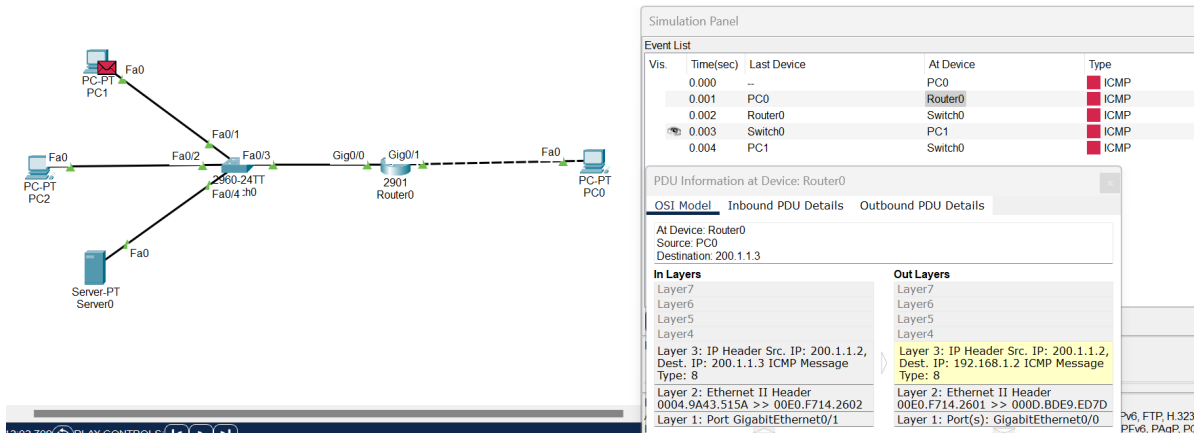 Fa0
PC-PT
PC1
Fa0/1
Fa0
PC-PT
PC2
Fa0/2
Fa0/3
2960-24TT
Fa0/4
Gig0/0
Gig0/1
2901
Router0
Fa0
PC-PT
PC0
Fa0
Server-PT
Server0
PLAY CONTROLS:
Simulation Panel
Event List
Vis. Time(sec) Last Device At Device Type
0.000 -- PC0 ICMP
0.001 PC0 Router0 ICMP
0.002 Router0 Switch0 ICMP
0.003 Switch0 PC1 ICMP
0.004 PC1 Switch0 ICMP
PDU Information at Device: Router0
OSI Model Inbound PDU Details Outbound PDU Details
At Device: Router0
Source: PC0
Destination: 200.1.1.3
In Layers
Layer7
Layer6
Layer5
Layer4
Layer 3: IP Header Src. IP: 200.1.1.2,
Dest. IP: 200.1.1.3 ICMP Message
Type: 8
Layer 2: Ethernet II Header
0004.9A43.515A >> 00E0.F714.2602
Layer 1: Port GigabitEthernet0/1
Out Layers
Layer7
Layer6
Layer5
Layer4
Layer 3: IP Header Src. IP: 200.1.1.2,
Dest. IP: 192.168.1.2 ICMP Message
Type: 8
Layer 2: Ethernet II Header
00E0.F714.2601 >> 000D.BDE9.ED7D
Layer 1: Port(s): GigabitEthernet0/0
Pv6, FTP, H.323
PFv6, PAgP,